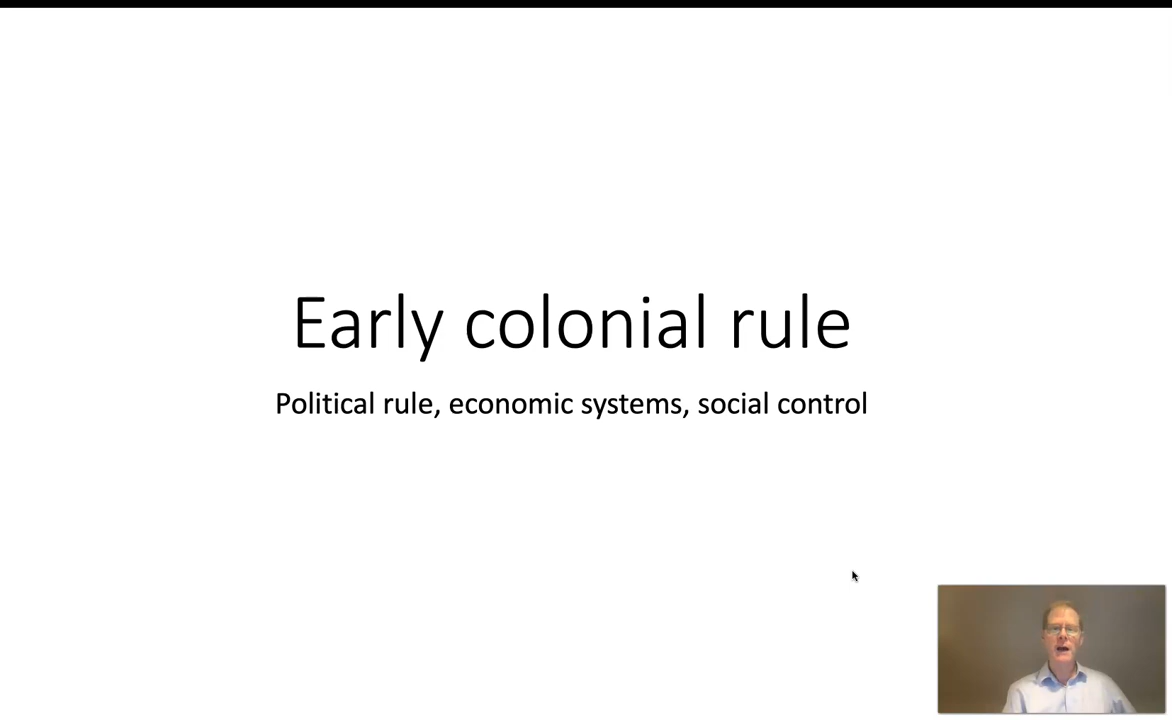 Early colonial rule
Political rule, economic systems, social control